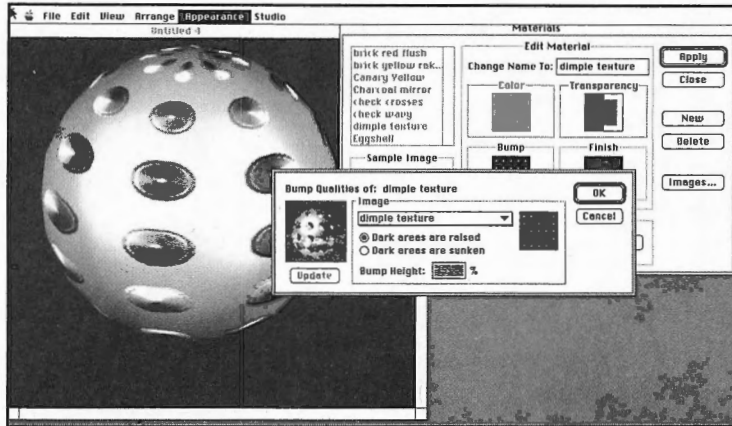 File Edit View Arrange Appearance Studio
Untitled 4
Materials
brick red flush
brick yellow rok...
Canary Yellow
Charcoal mirror
check crosses
check wavy
dimple texture
Eggshell
Sample Image
Edit Material
Change Name To: dimple texture
Color
Transparency
Bump
Finish
Apply
Close
New
Delete
Images...
Bump Qualities of: dimple texture
Image
dimple texture
Dark areas are raised
Dark areas are sunken
Bump Height: %
Update
OK
Cancel